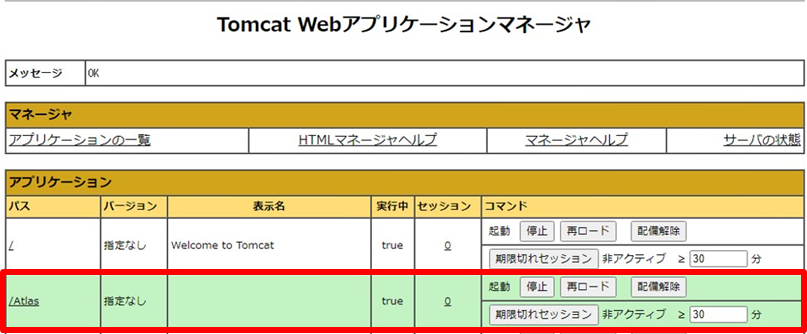 Tomcat Webアプリケーションマネージャ
メッセージ OK
マネージャ
アプリケーションの一覧 HTMLマネージャヘルプ マネージャヘルプ サーバの状態
アプリケーション
パス バージョン 表示名 実行中 セッション コマンド
/ 指定なし Welcome to Tomcat true 0 起動 停止 再ロード 配備解除
期限切れセッション 非アクティブ ≥ 30 分
/Atlas 指定なし true 0 起動 停止 再ロード 配備解除
期限切れセッション 非アクティブ ≥ 30 分